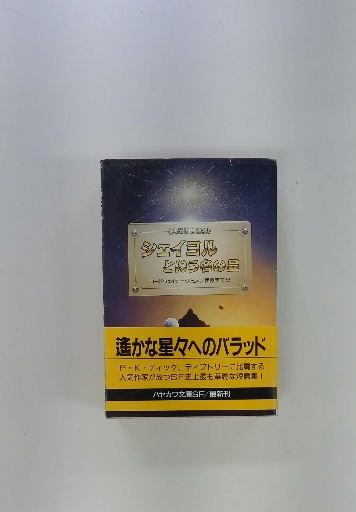 シェイヨル
という名の星
遙かな星々へのバラッド
P・K・ディック、ティプトリーに比肩する
人気作家が放つSF史上最も華麗な短篇集！
ハヤカワ文庫SF／最新刊